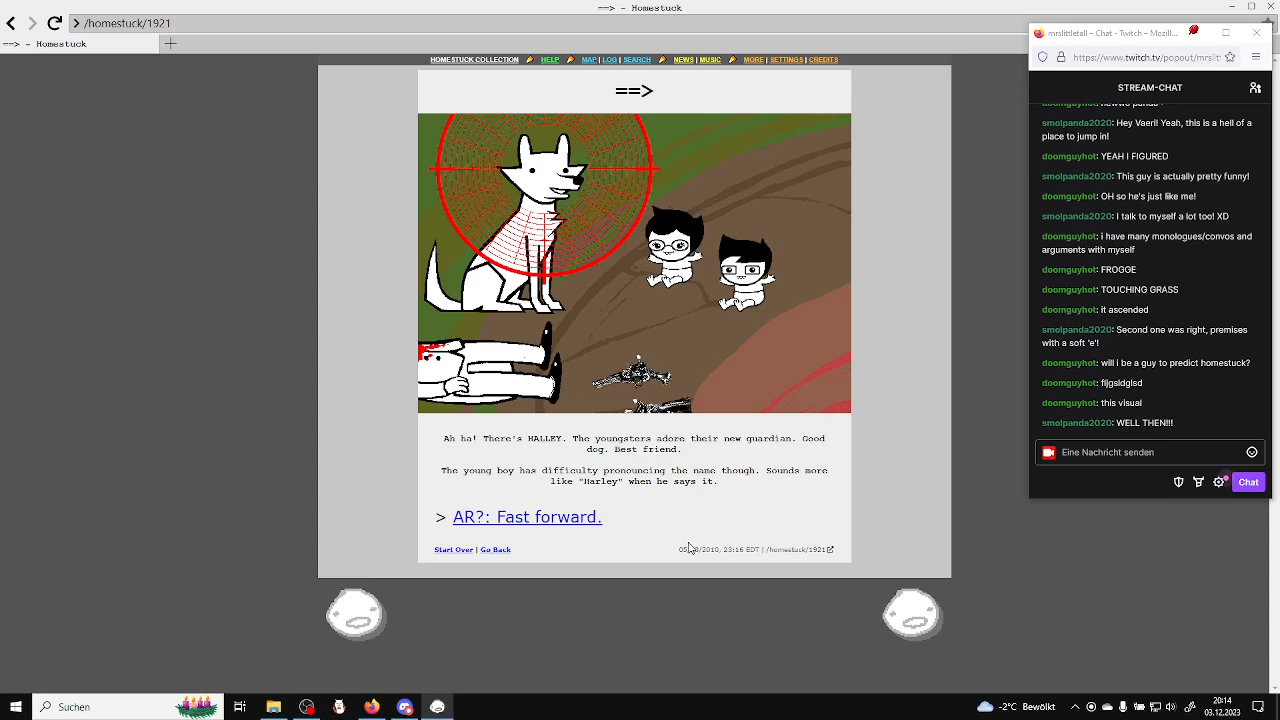 ==> - Homestuck
/homestuck/1921
==> - Homestuck
HOMESTUCK COLLECTION HELP MAP | LOG | SEARCH NEWS | MUSIC MORE | SETTINGS | CREDITS
==>
Ah ha! There's HALLEY. The youngsters adore their new guardian. Good
dog. Best friend.
The young boy has difficulty pronouncing the name though. Sounds more
like "Harley" when he says it.
> AR?: Fast forward.
Start Over | Go Back
/2010, 23:16 EDT | /homestuck/1921
mrslittletall – Chat – Twitch – Mozill...
https://www.twitch.tv/popout/mrslitt
STREAM-CHAT
smolpanda2020: Hey Vaeri! Yeah, this is a hell of a
place to jump in!
doomguyhot: YEAH I FIGURED
smolpanda2020: This guy is actually pretty funny!
doomguyhot: OH so he's just like me!
smolpanda2020: I talk to myself a lot too! XD
doomguyhot: i have many monologues/convos and
arguments with myself
doomguyhot: FROGGE
doomguyhot: TOUCHING GRASS
doomguyhot: it ascended
smolpanda2020: Second one was right, premises
with a soft 'e'!
doomguyhot: will I be a guy to predict homestuck?
doomguyhot: this visual
smolpanda2020: WELL THEN!!!
Eine Nachricht senden
Chat
Suchen
-2°C Bewölkt
20:14
03.12.2023